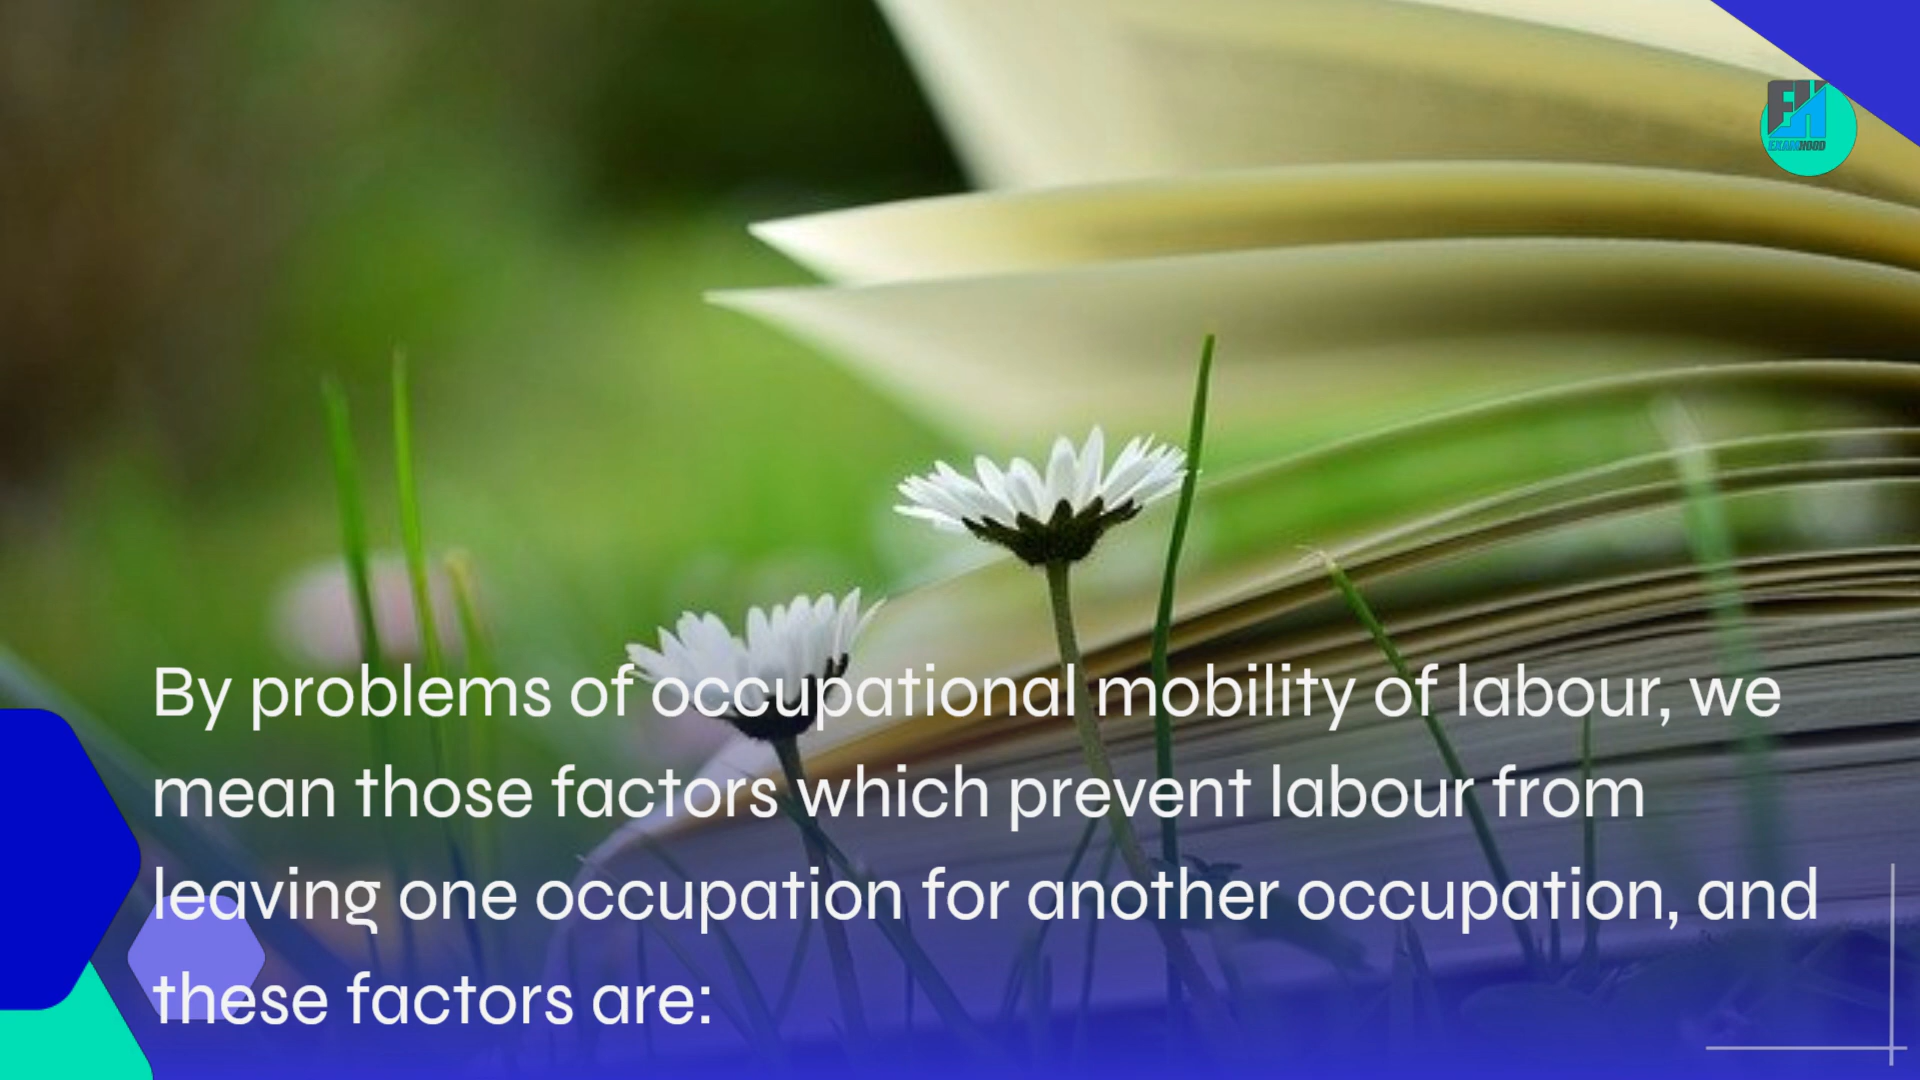 EXAMHOOD
By problems of occupational mobility of labour, we
mean those factors which prevent labour from
leaving one occupation for another occupation, and
these factors are: